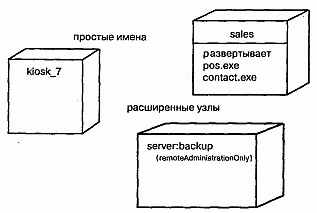 простые имена
kiosk_7
sales
развертывает
pos.exe
contact.exe
расширенные узлы
server:backup
{remoteAdministrationOnly}